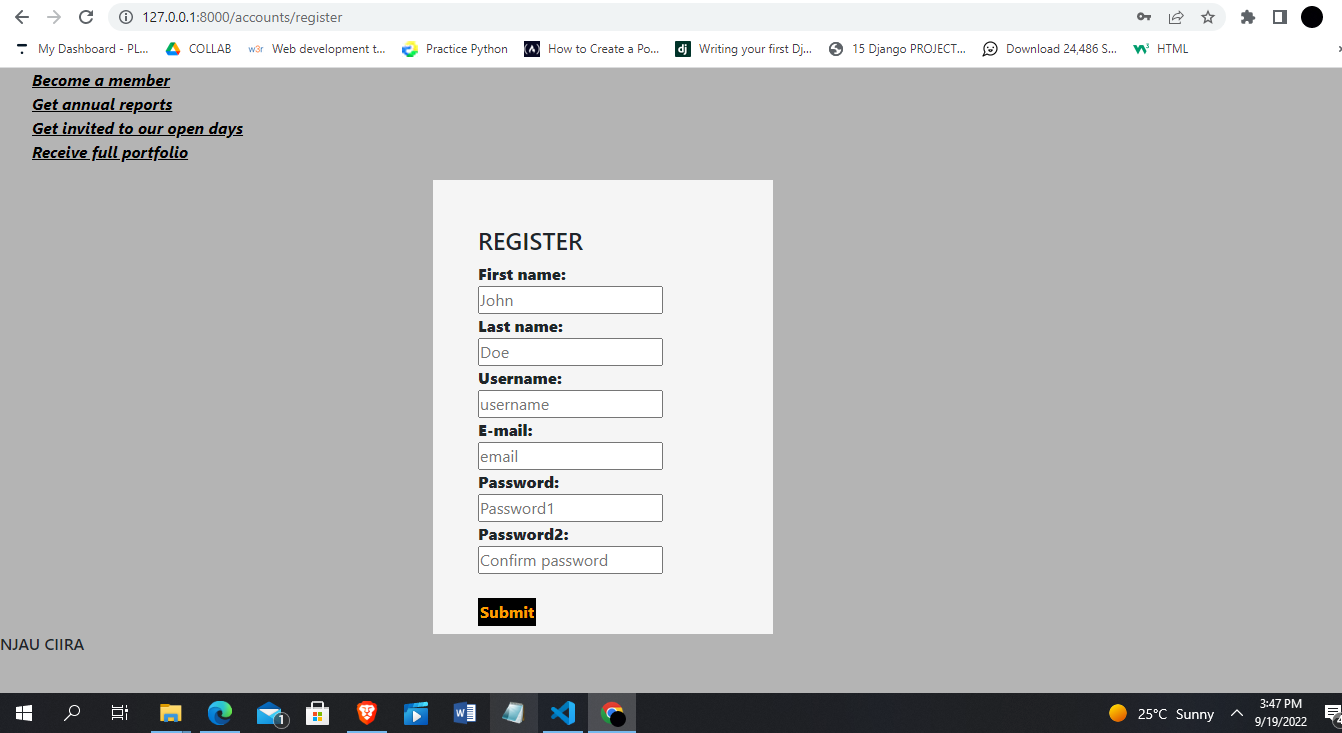 127.0.0.1:8000/accounts/register
My Dashboard - PL... COLLAB w3r Web development t... Practice Python How to Create a Po... dj Writing your first Dj... 15 Django PROJECT... Download 24,486 S... HTML
Become a member
Get annual reports
Get invited to our open days
Receive full portfolio
REGISTER
First name:
John
Last name:
Doe
Username:
username
E-mail:
email
Password:
Password1
Password2:
Confirm password
Submit
NJAU CIIRA
1 25°C Sunny 3:47 PM
9/19/2022